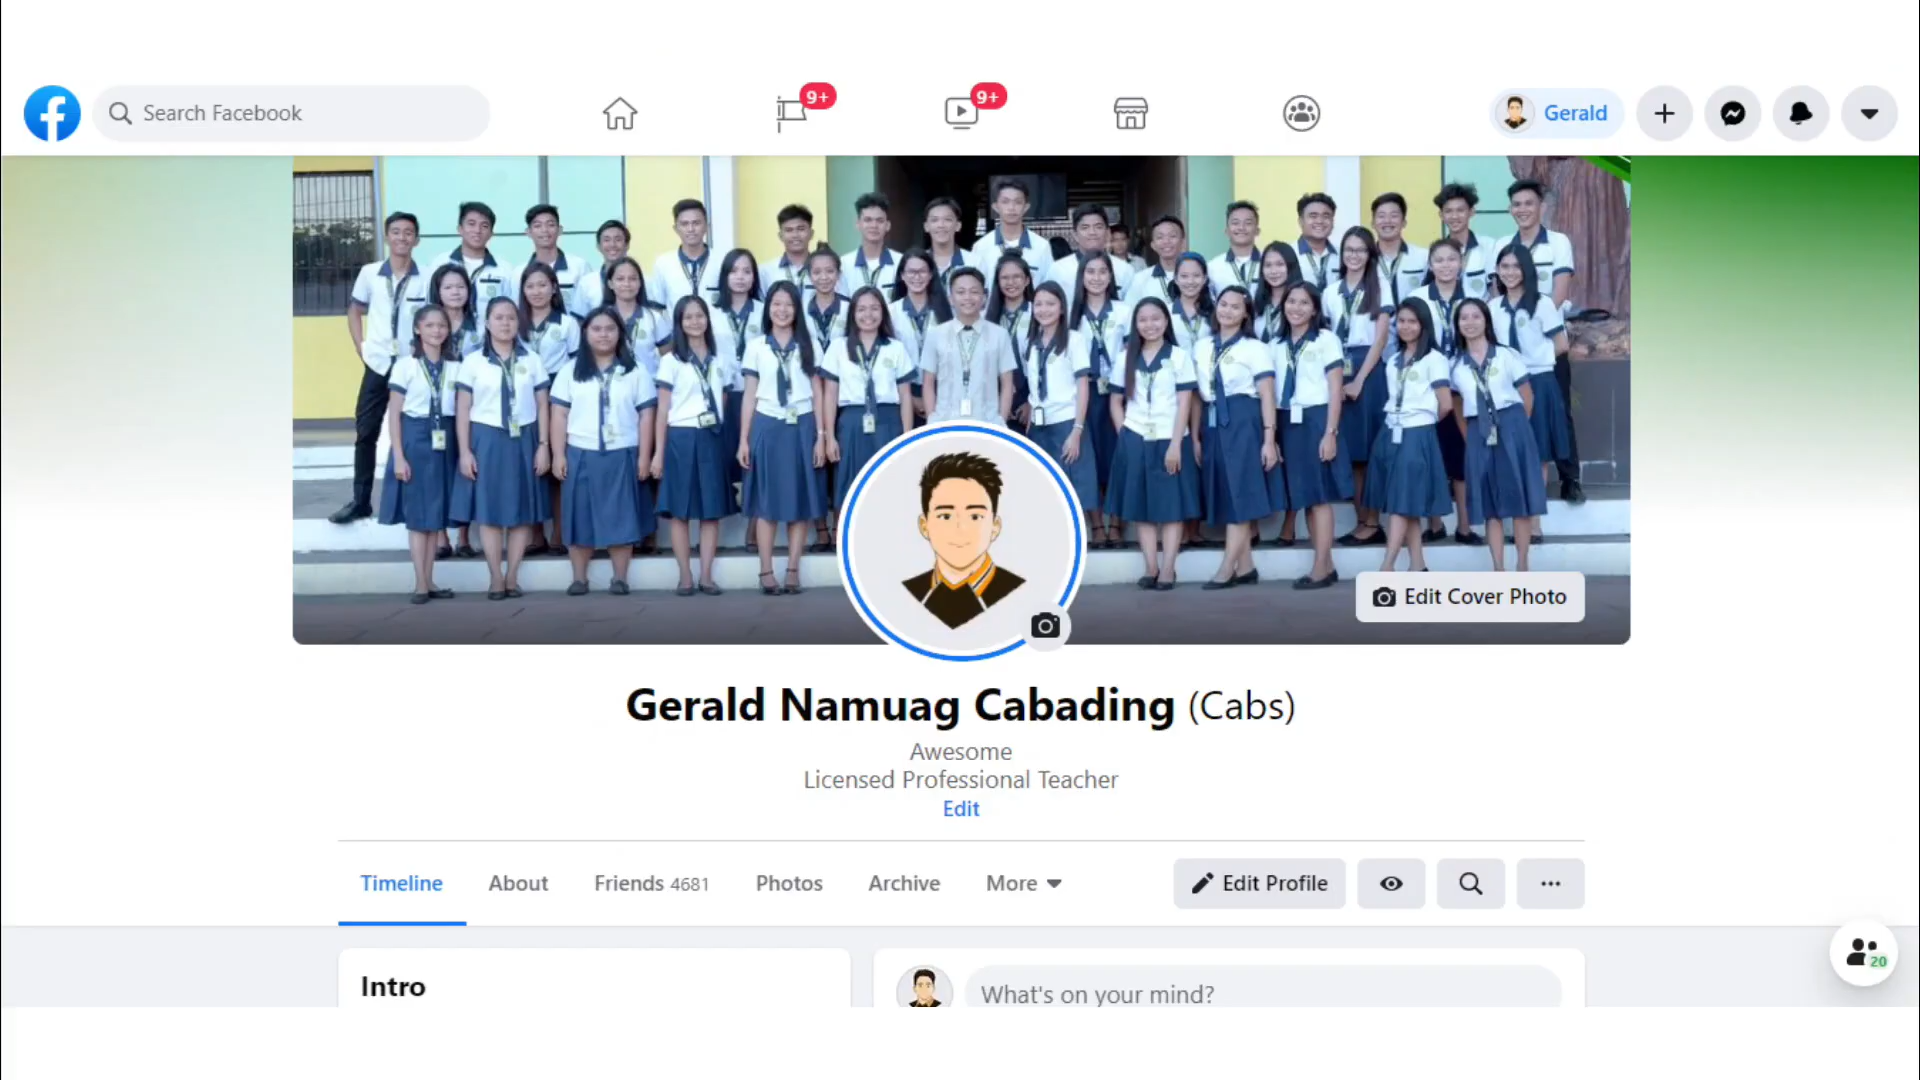 Search Facebook
9+
9+
Gerald
Edit Cover Photo
Gerald Namuag Cabading (Cabs)
Awesome
Licensed Professional Teacher
Edit
Timeline
About
Friends 4681
Photos
Archive
More
Edit Profile
20
Intro
What's on your mind?